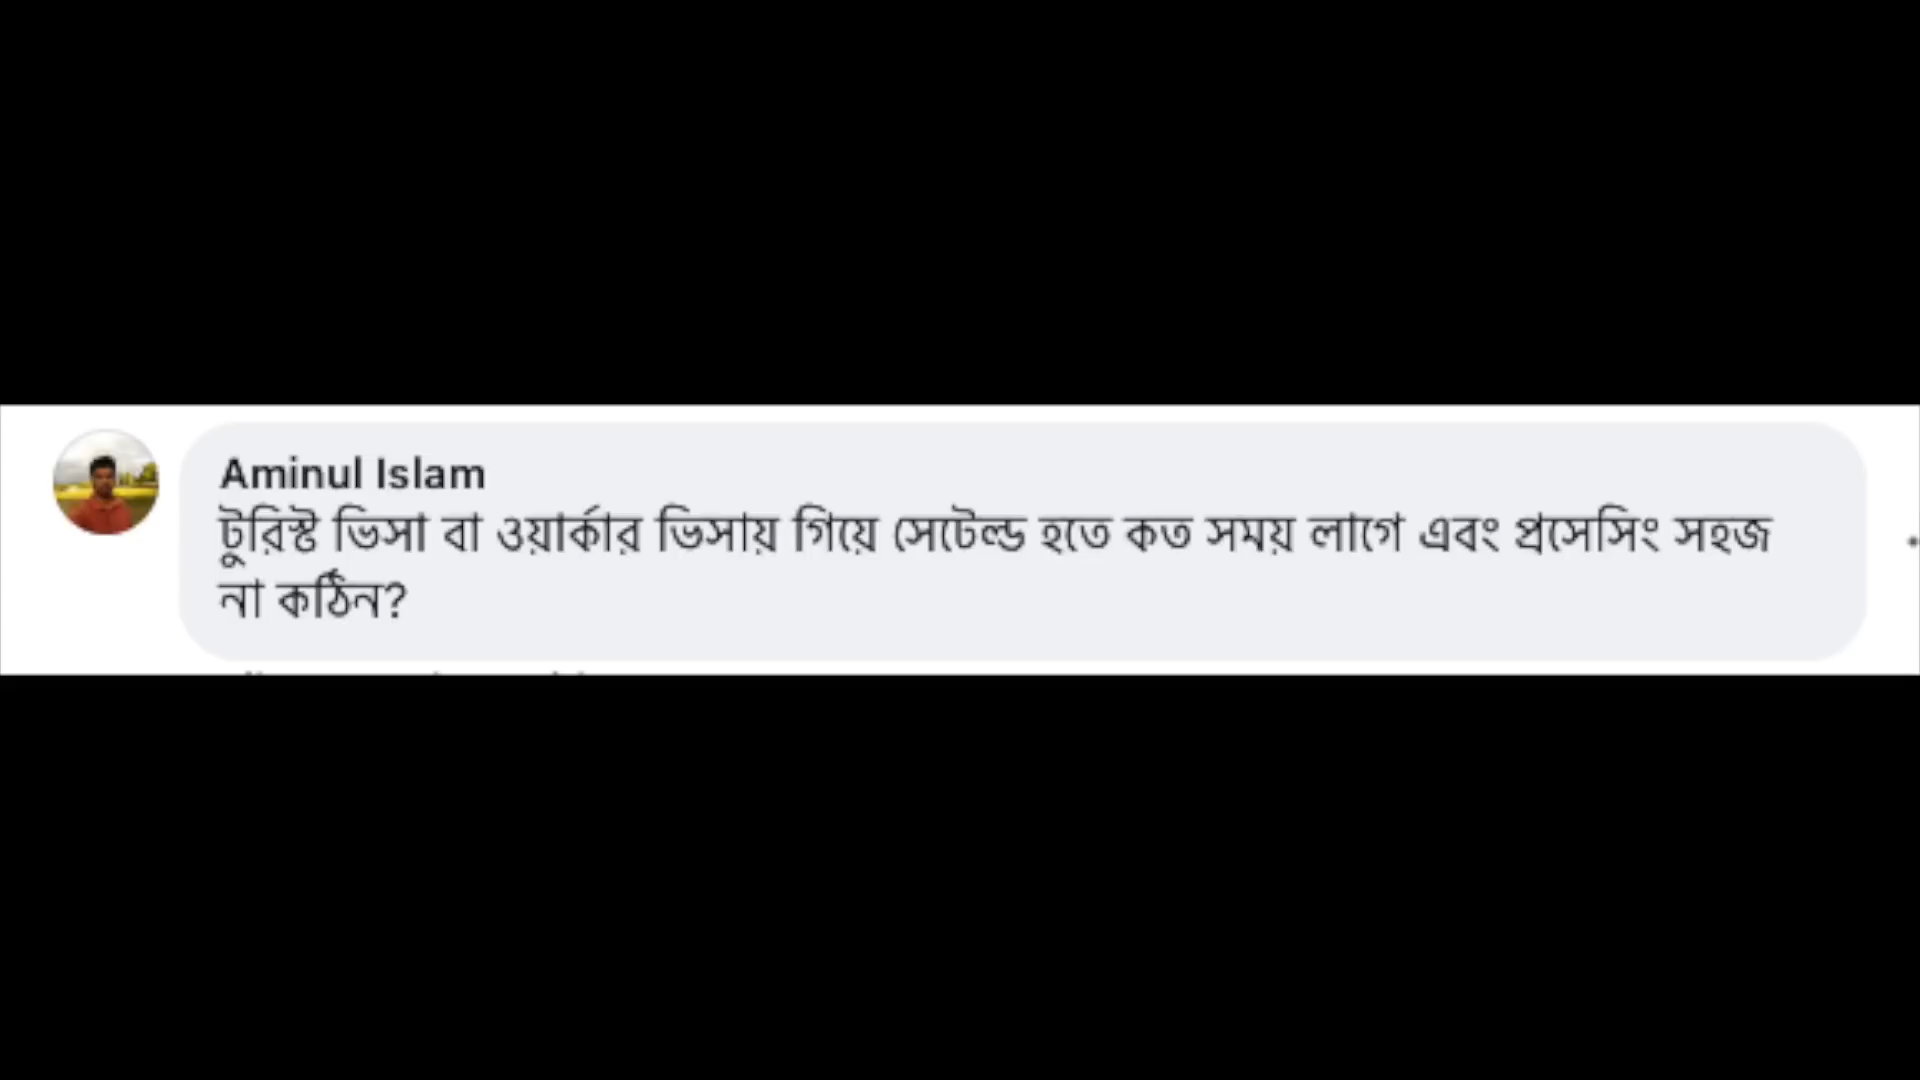 Aminul Islam
টুরিস্ট ভিসা বা ওয়ার্কার ভিসায় গিয়ে সেটেল্ড হতে কত সময় লাগে এবং প্রসেসিং সহজ
না কঠিন?